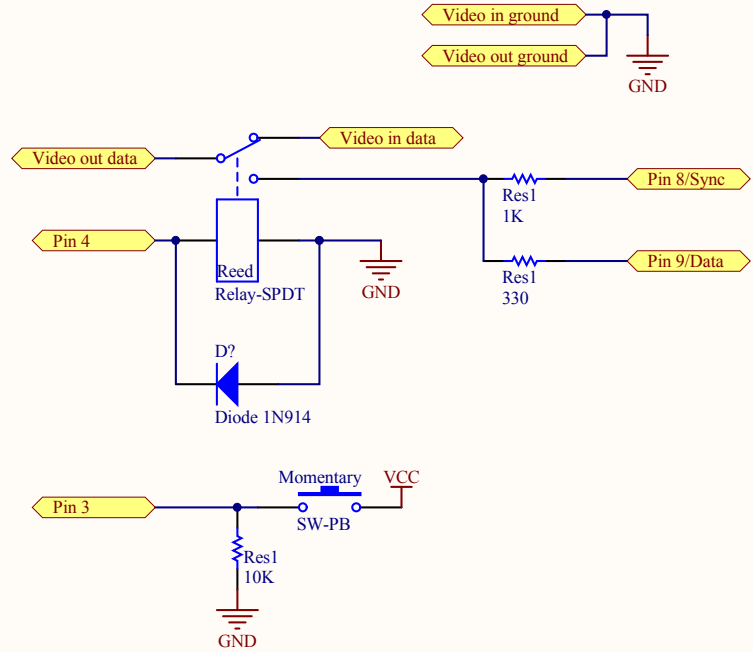 Video in ground
Video out ground
GND
Video in data
Video out data
Pin 8/Sync
Res1
1K
Pin 4
Pin 9/Data
Reed
Relay-SPDT
GND
Res1
330
D?
Diode 1N914
Momentary
VCC
Pin 3
SW-PB
Res1
10K
GND